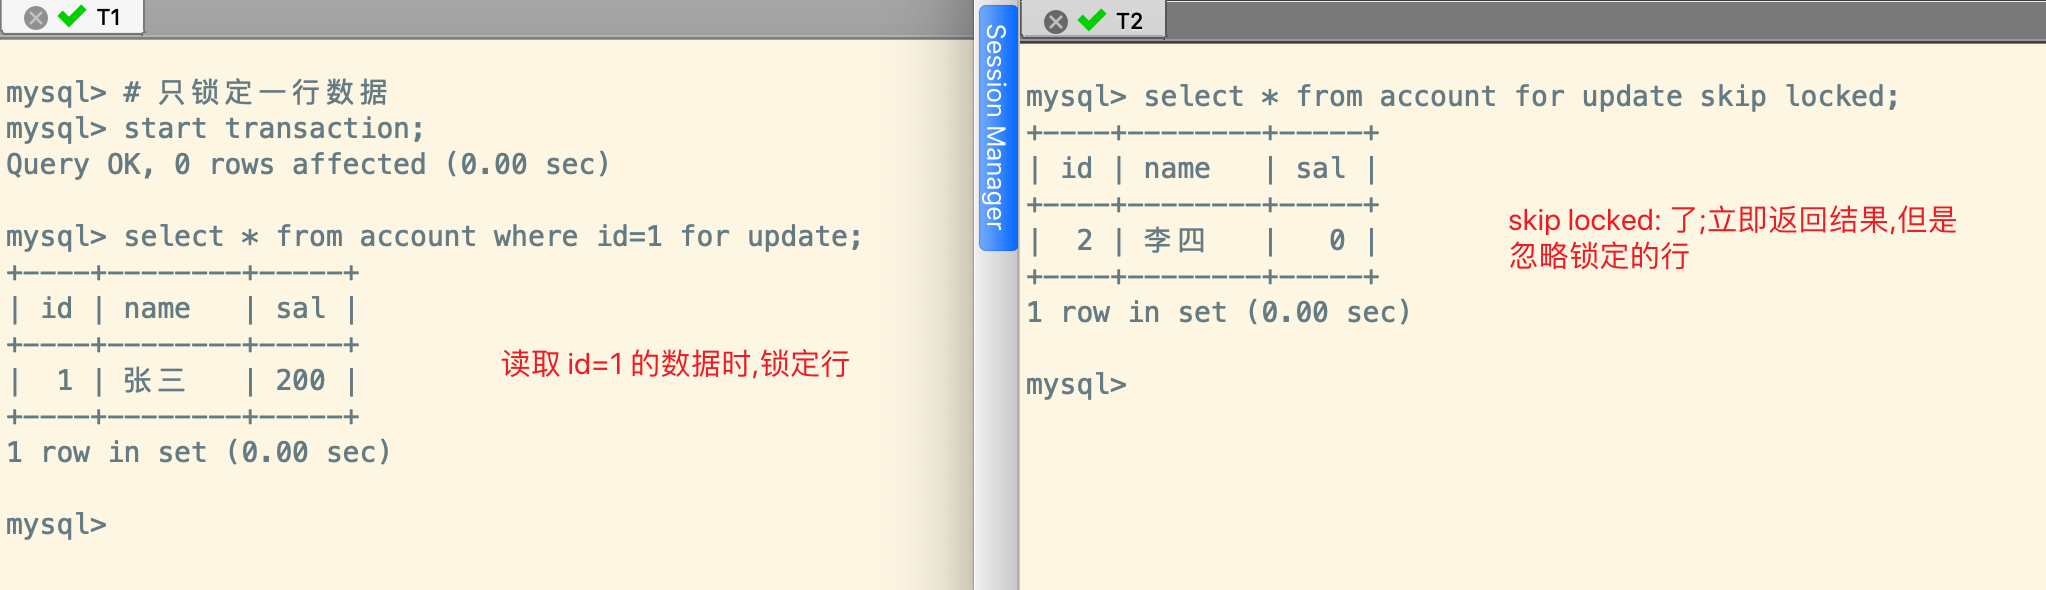 T1
mysql> # 只锁定一行数据
mysql> start transaction;
Query OK, 0 rows affected (0.00 sec)
mysql> select * from account where id=1 for update;
+----+--------+-----+
| id | name   | sal |
+----+--------+-----+
|  1 | 张三   | 200 |
+----+--------+-----+
1 row in set (0.00 sec)
mysql>
读取 id=1 的数据时,锁定行
Session Manager
T2
mysql> select * from account for update skip locked;
+----+--------+-----+
| id | name   | sal |
+----+--------+-----+
|  2 | 李四   |   0 |
+----+--------+-----+
1 row in set (0.00 sec)
mysql>
skip locked: 了;立即返回结果,但是
忽略锁定的行